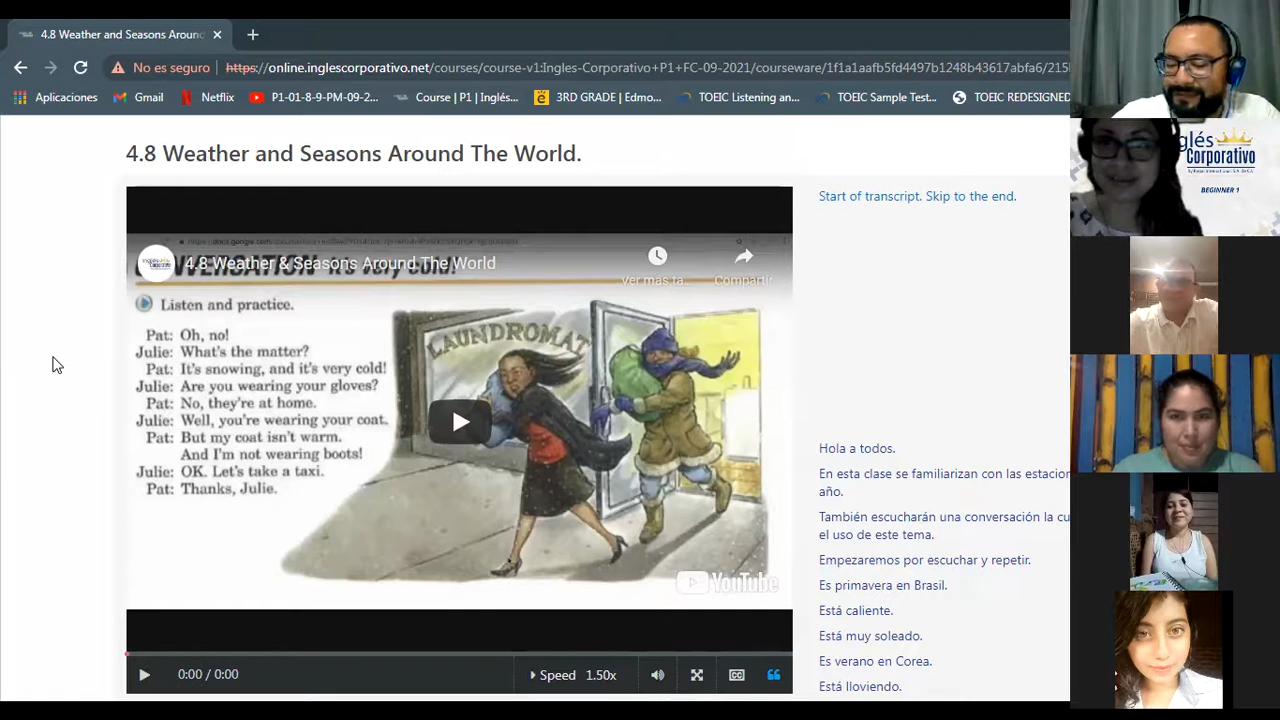 4.8 Weather and Seasons Around
No es seguro
https://online.inglescorporativo.net/courses/course-v1:Ingles-Corporativo+P1+FC-09-2021/courseware/1f1a1aafb5fd4497b1248b43617abfa6/215
Aplicaciones
Gmail
Netflix
P1-01-8-9-PM-09-2...
Course | P1 | Inglés...
3RD GRADE | Edmo...
TOEIC Listening an...
TOEIC Sample Test...
TOEIC REDESIGNED
4.8 Weather and Seasons Around The World.
4.8 Weather & Seasons Around The World
Ver más ta...
Compartir
Listen and practice.
LAUNDROMAT
Pat: Oh, no!
Julie: What's the matter?
Pat: It's snowing, and it's very cold!
Julie: Are you wearing your gloves?
Pat: No, they're at home.
Julie: Well, you're wearing your coat.
Pat: But my coat isn't warm.
And I'm not wearing boots!
Julie: OK. Let's take a taxi.
Pat: Thanks, Julie.
YouTube
0:00 / 0:00
Speed 1.50x
Start of transcript. Skip to the end.
Hola a todos.
En esta clase se familiarizan con las estacion
año.
También escucharán una conversación la cu
el uso de este tema.
Empezaremos por escuchar y repetir.
Es primavera en Brasil.
Está caliente.
Está muy soleado.
Es verano en Corea.
Está lloviendo.
glés
Corporativo
BEGINNER 1